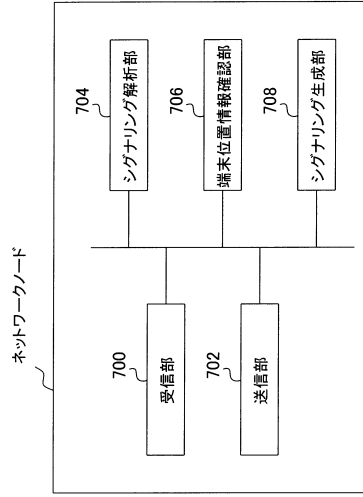 ネットワークノード
700
受信部
702
送信部
704
シグナリング解析部
706
端末位置情報確認部
708
シグナリング生成部